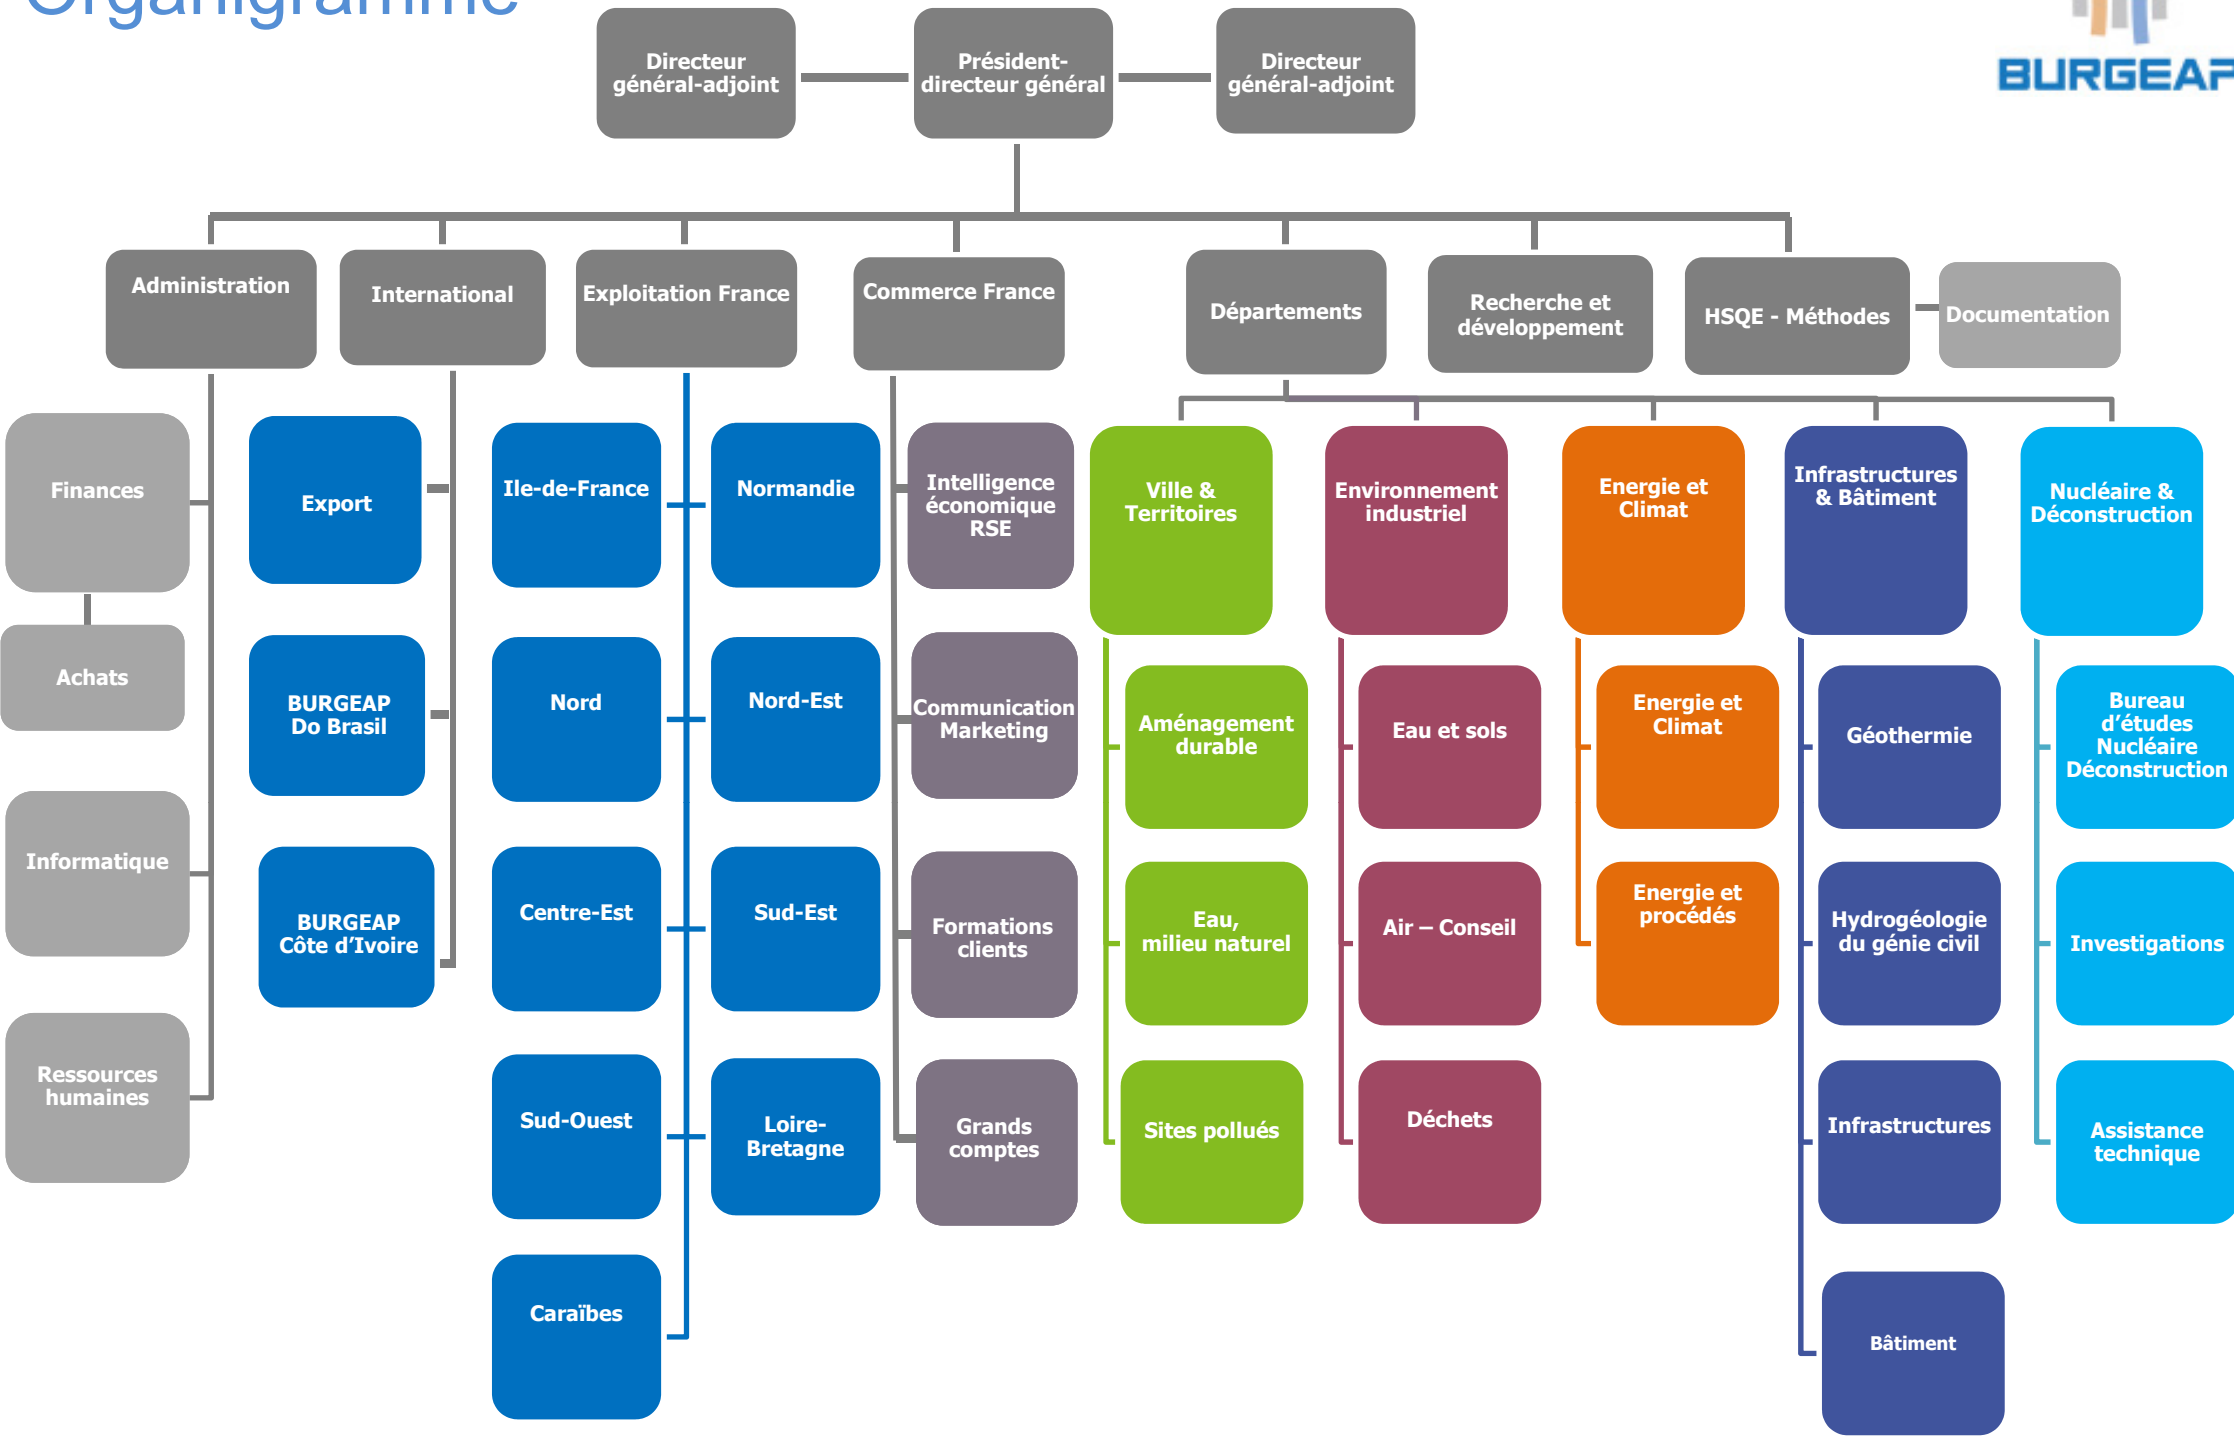 Organigramme
BURGEAP
Directeur
général-adjoint
Président-
directeur général
Directeur
général-adjoint
Administration
International
Exploitation France
Commerce France
Départements
Recherche et
développement
HSQE - Méthodes
Documentation
Finances
Achats
Informatique
Ressources
humaines
Export
BURGEAP
Do Brasil
BURGEAP
Côte d’Ivoire
Ile-de-France
Normandie
Nord
Nord-Est
Centre-Est
Sud-Est
Sud-Ouest
Loire-
Bretagne
Caraïbes
Intelligence
économique
RSE
Communication
Marketing
Formations
clients
Grands
comptes
Ville &
Territoires
Aménagement
durable
Eau,
milieu naturel
Sites pollués
Environnement
industriel
Eau et sols
Air – Conseil
Déchets
Energie et
Climat
Energie et
Climat
Energie et
procédés
Infrastructures
& Bâtiment
Géothermie
Hydrogéologie
du génie civil
Infrastructures
Bâtiment
Nucléaire &
Déconstruction
Bureau
d’études
Nucléaire
Déconstruction
Investigations
Assistance
technique